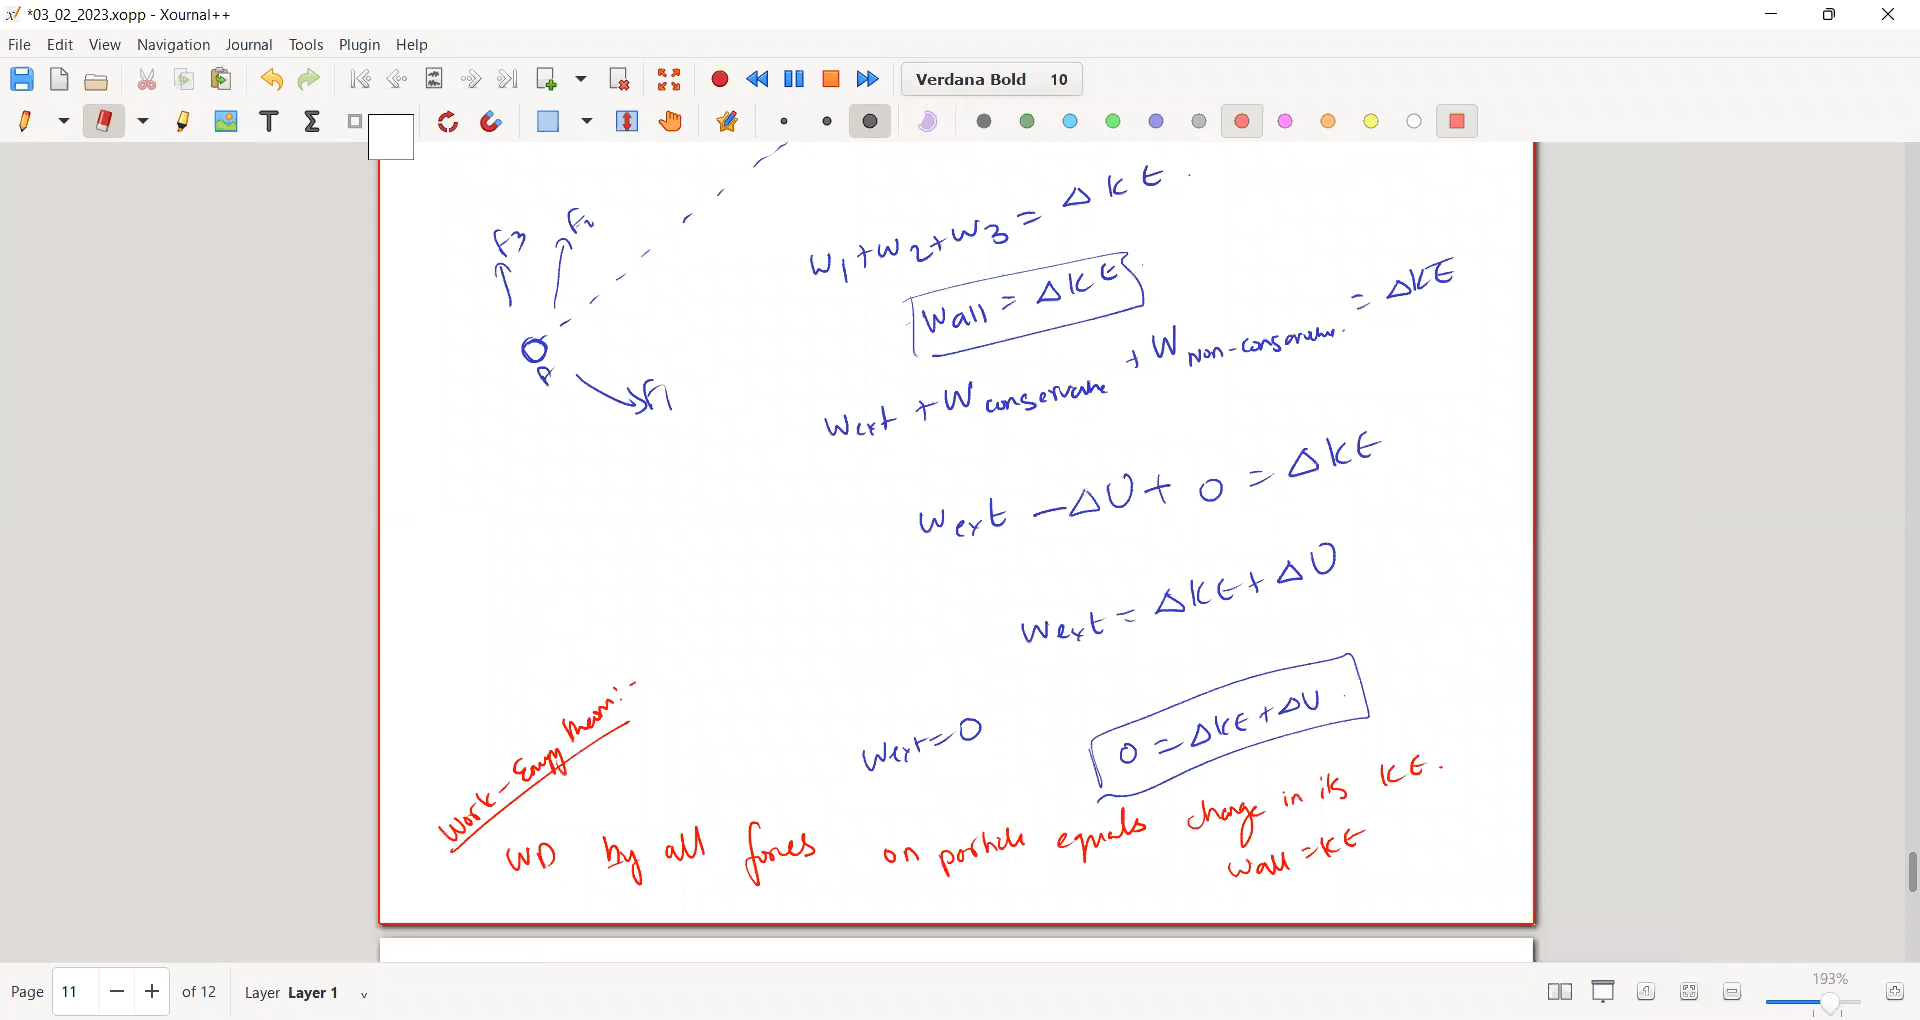 *03_02_2023.xopp - Xournal++
File Edit View Navigation Journal Tools Plugin Help
Verdana Bold 10
F3 F2
P
F1
W1 + W2 + W3 = Δ K E
Wall = Δ K E
Wext + W conservative + W Non-conservative = ΔKE
Wext - ΔU + 0 = ΔKE
Wext = ΔKE + ΔU
Wext = 0
0 = ΔKE + ΔU
Work - Energy Theorem :-
WD by all forces on particle equals change in its KE.
Wall = KE
Page 11 of 12 Layer Layer 1
193%